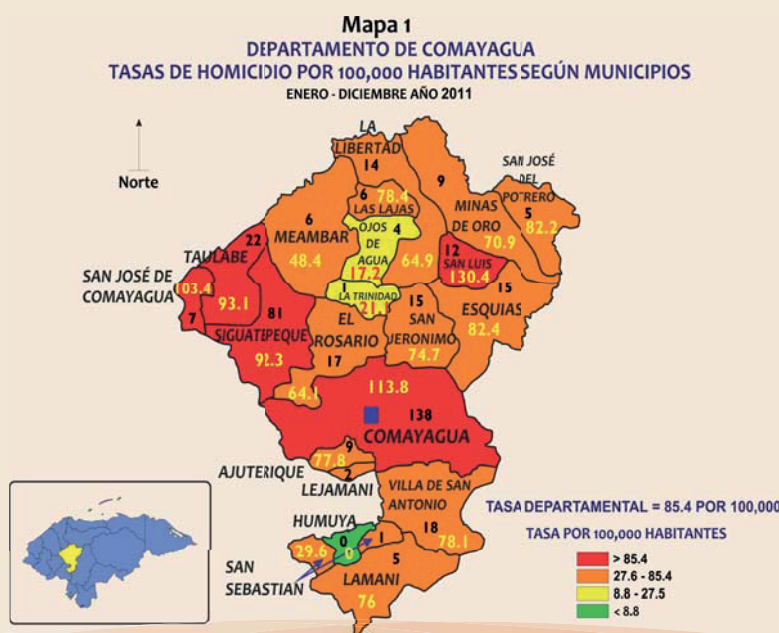 Mapa 1
DEPARTAMENTO DE COMAYAGUA
TASAS DE HOMICIDIO POR 100,000 HABITANTES SEGÚN MUNICIPIOS
ENERO - DICIEMBRE AÑO 2011
Norte
LA
LIBERTAD
14
SAN JOSÉ
DEL
POTRERO
5
82.2
9
MINAS
DE ORO
70.9
6
78.4
LAS LAJAS
6
MEAMBAR
48.4
OJOS
4
DE
AGUA
17.2
64.9
12
SAN LUIS
130.4
22
TAULABE
93.1
SAN JOSÉ DE
COMAYAGUA
103.4
7
1
LA TRINIDAD
21.1
15
ESQUIAS
82.4
15
SAN
JERONIMO
74.7
81
SIGUATEPEQUE
92.3
EL
ROSARIO
17
64.1
113.8
138
COMAYAGUA
9
77.8
AJUTERIQUE
2
LEJAMANI
VILLA DE SAN
ANTONIO
18
78.1
HUMUYA
0
0
1
29.6
SAN
SEBASTIAN
5
LAMANI
76
TASA DEPARTAMENTAL = 85.4 POR 100,000
TASA POR 100,000 HABITANTES
> 85.4
27.6 - 85.4
8.8 - 27.5
< 8.8